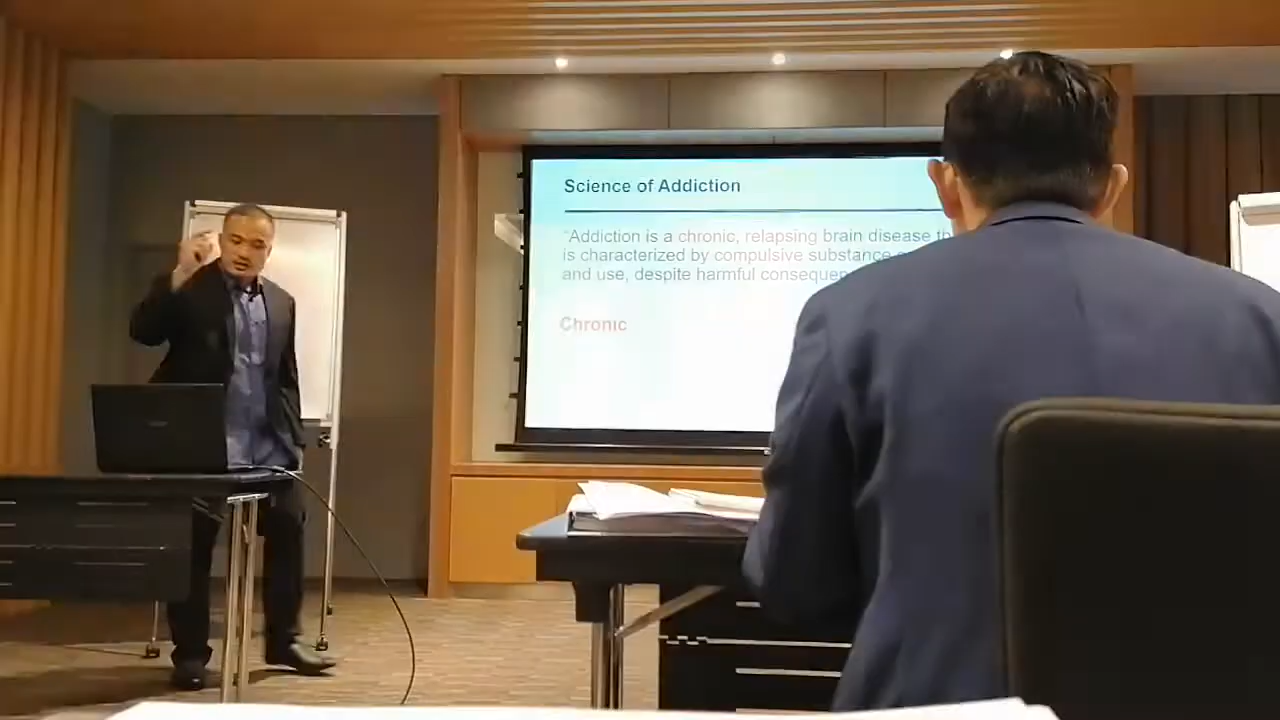 Science of Addiction
"Addiction is a chronic, relapsing brain disease
is characterized by compulsive substance
and use, despite harmful
Chronic